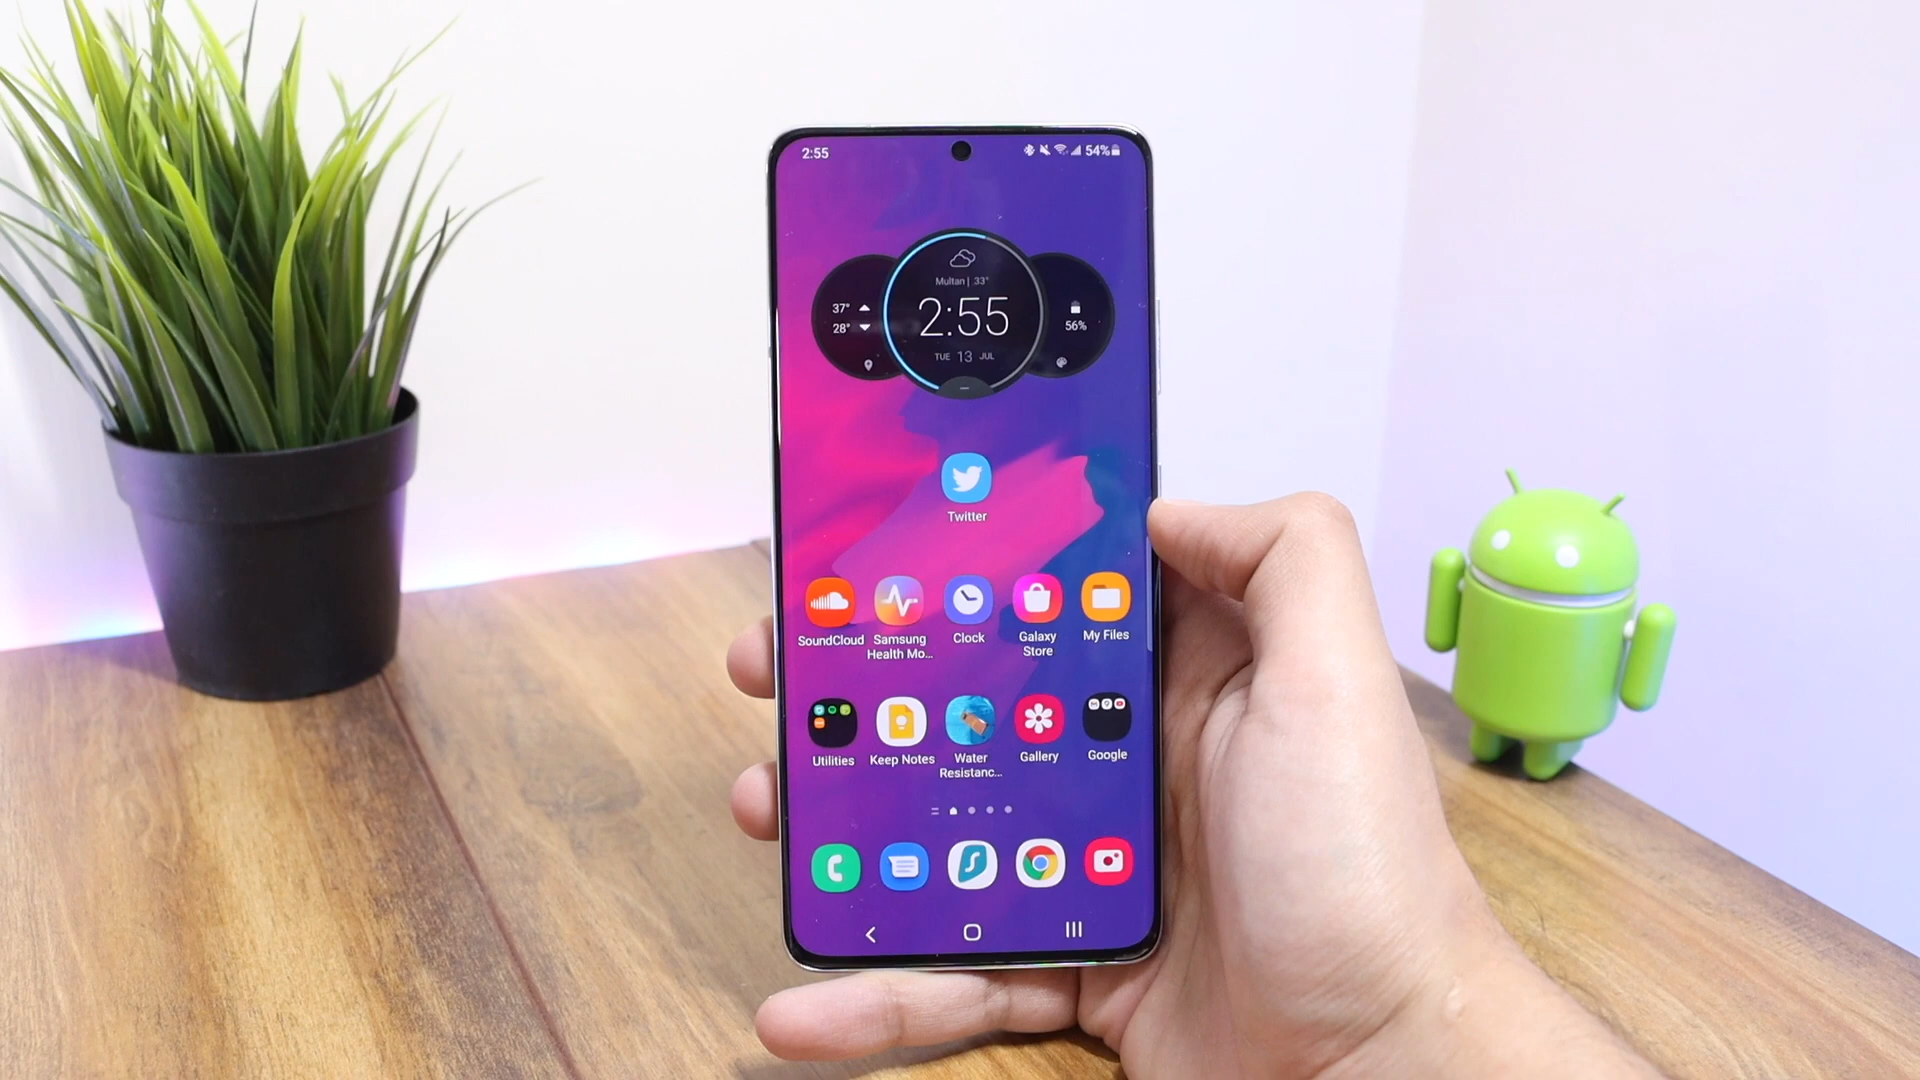 2:55
54%
Multan | 33°
37°
28°
2:55
56%
TUE 13 JUL
Twitter
SoundCloud
Samsung
Health Mo...
Clock
Galaxy
Store
My Files
Utilities
Keep Notes
Water
Resistanc...
Gallery
Google